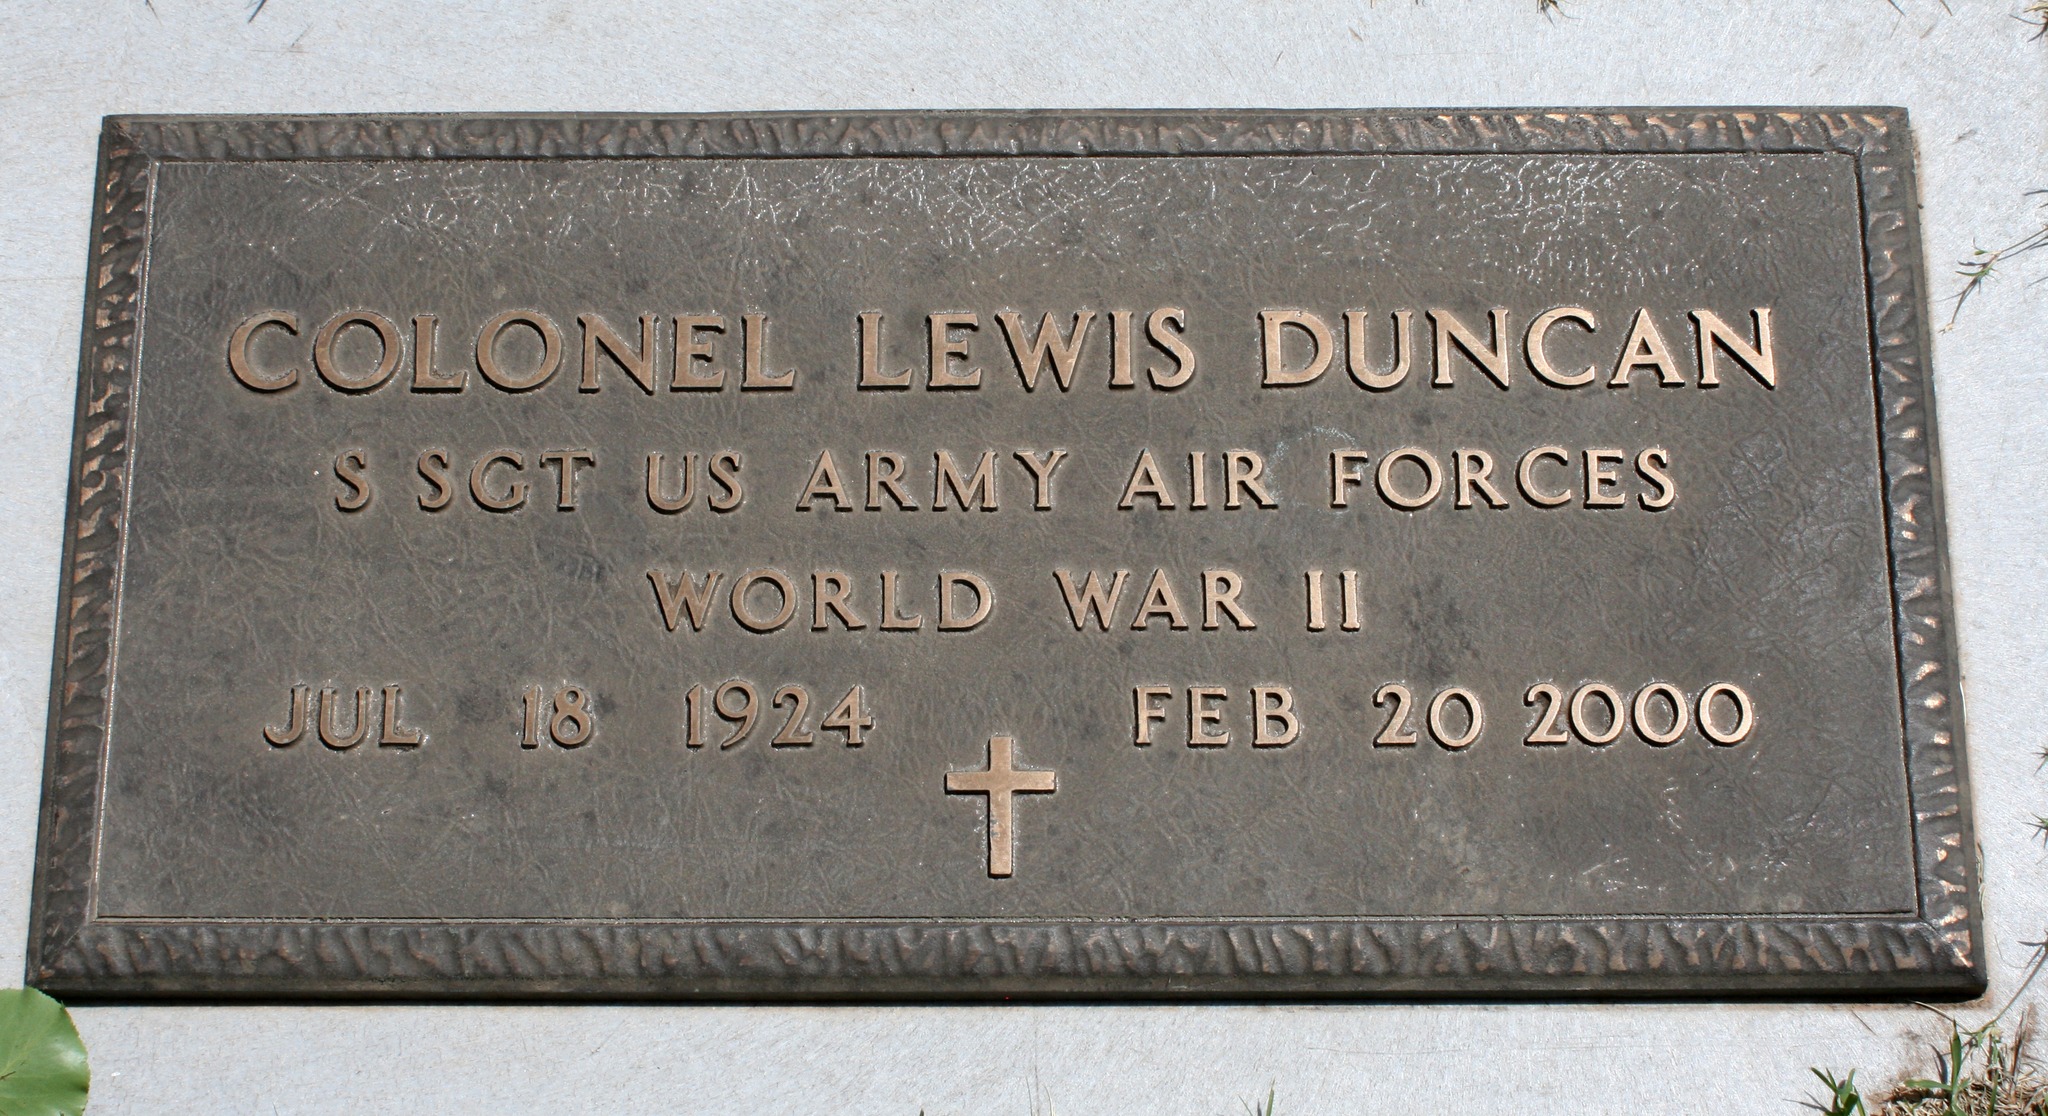 COLONEL LEWIS DUNCAN
S SGT US ARMY AIR FORCES
WORLD WAR II
JUL 18 1924 FEB 20 2000